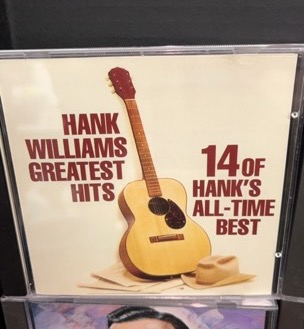 HANK
WILLIAMS
GREATEST
HITS
14 OF
HANK'S
ALL-TIME
BEST